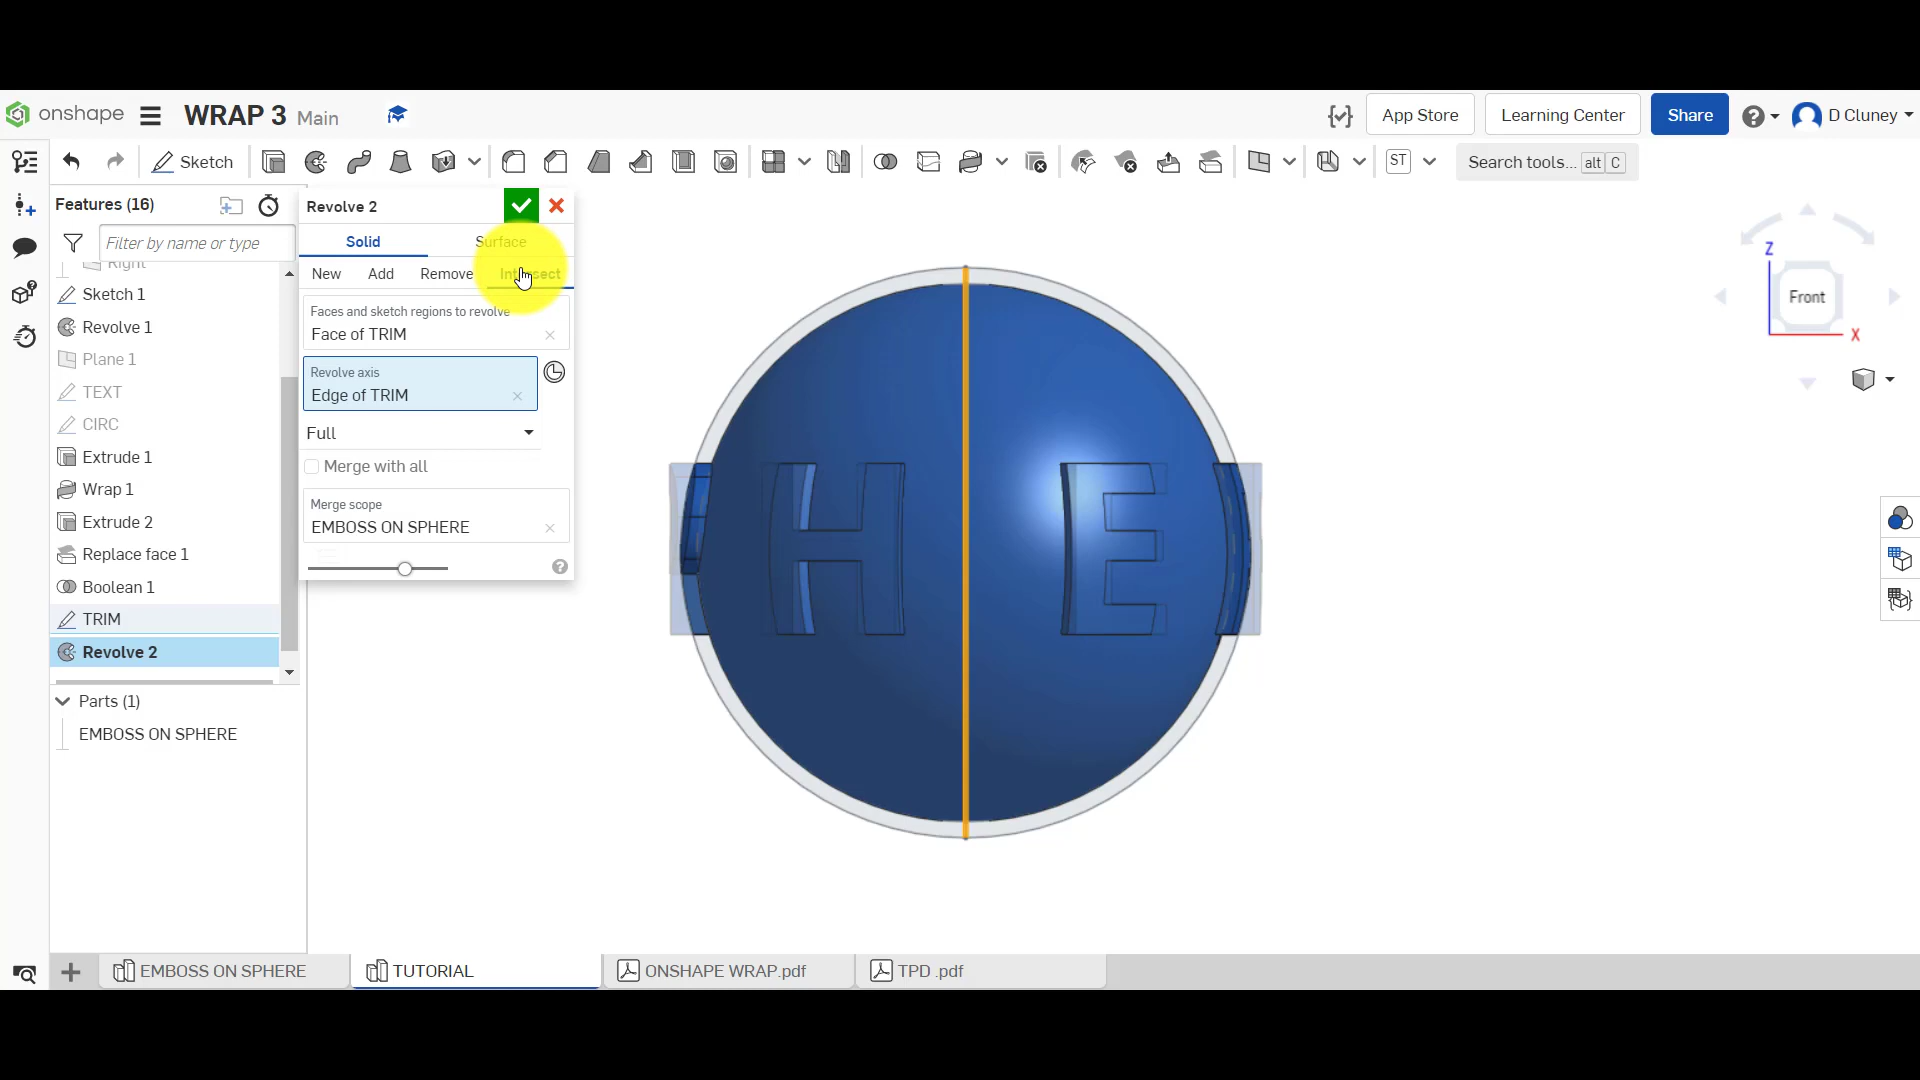 onshape WRAP 3 Main App Store Learning Center Share D Cluney
Sketch ST Search tools... alt C
Features (16)
Filter by name or type
Right
Sketch 1
Revolve 1
Plane 1
TEXT
CIRC
Extrude 1
Wrap 1
Extrude 2
Replace face 1
Boolean 1
TRIM
Revolve 2
Parts (1)
EMBOSS ON SPHERE
Revolve 2
Solid Surface
New Add Remove Intersect
Faces and sketch regions to revolve
Face of TRIM
Revolve axis
Edge of TRIM
Full
Merge with all
Merge scope
EMBOSS ON SPHERE
H E
Z
Front
X
EMBOSS ON SPHERE TUTORIAL ONSHAPE WRAP.pdf TPD .pdf